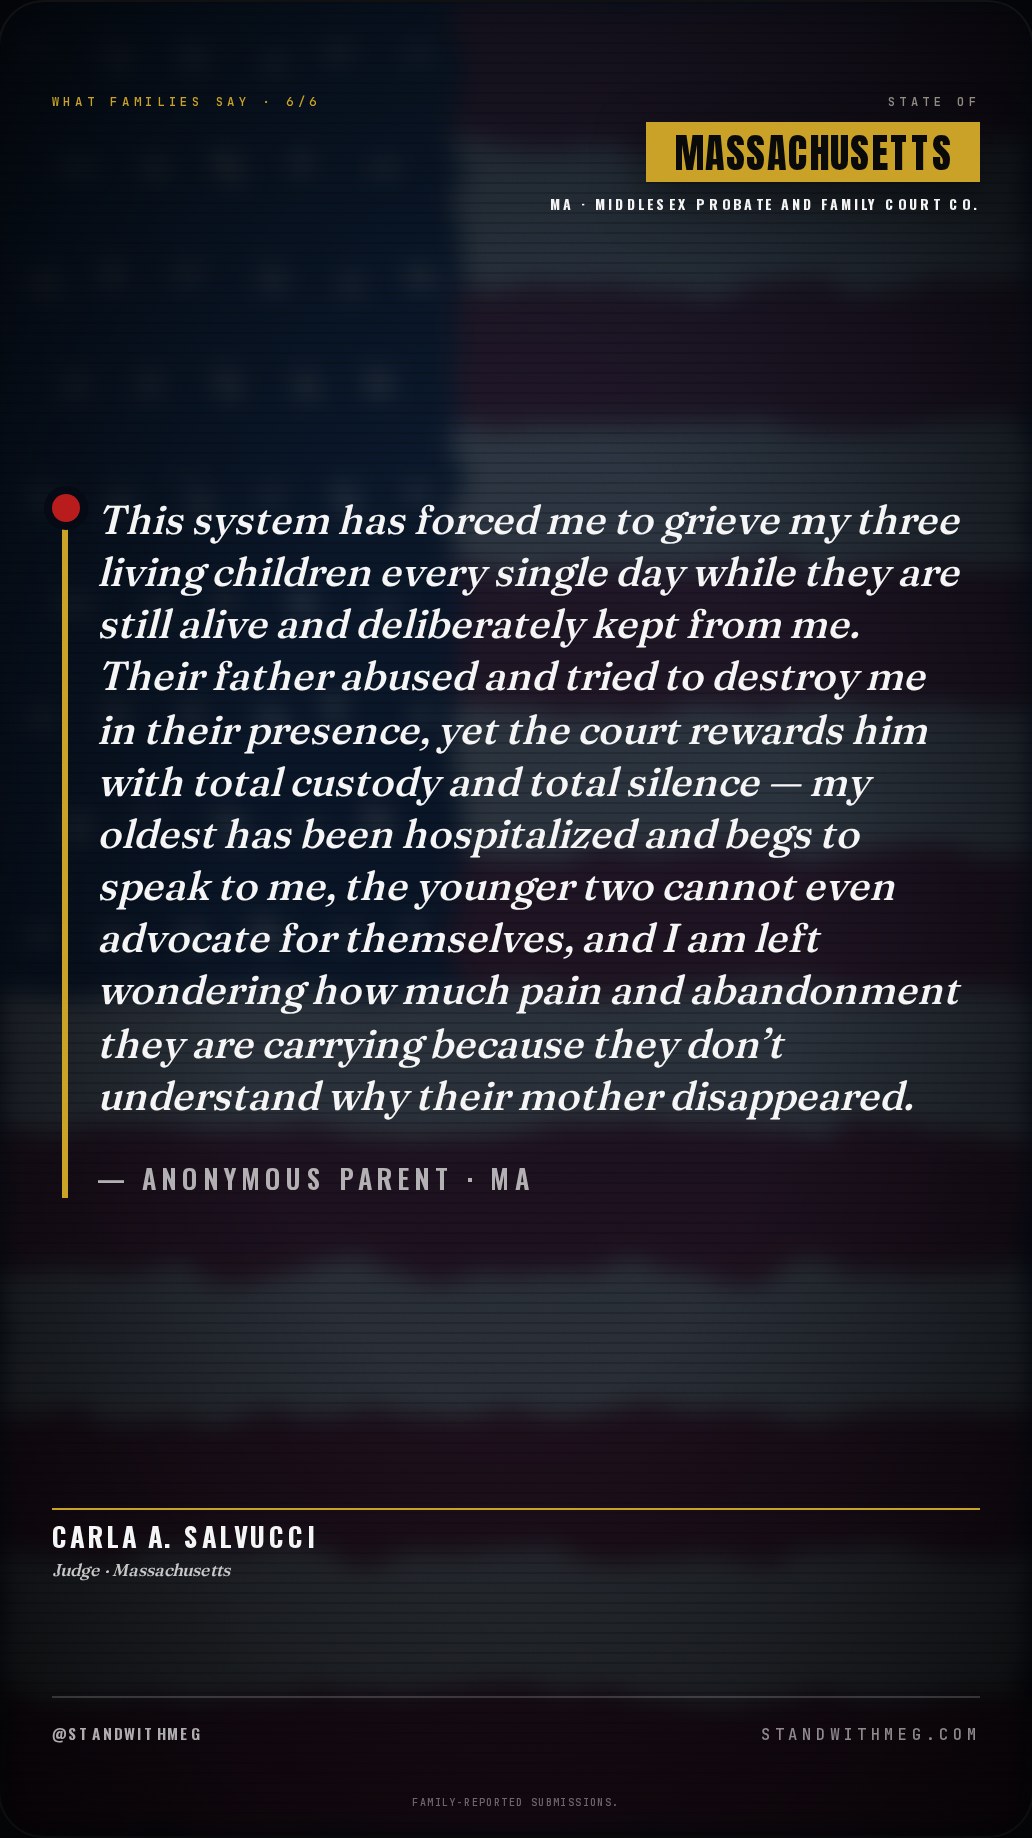 WHAT FAMILIES SAY · 6/6
STATE OF
MASSACHUSETTS
MA · MIDDLESEX PROBATE AND FAMILY COURT CO.
This system has forced me to grieve my three
living children every single day while they are
still alive and deliberately kept from me.
Their father abused and tried to destroy me
in their presence, yet the court rewards him
with total custody and total silence — my
oldest has been hospitalized and begs to
speak to me, the younger two cannot even
advocate for themselves, and I am left
wondering how much pain and abandonment
they are carrying because they don’t
understand why their mother disappeared.
— ANONYMOUS PARENT · MA
CARLA A. SALVUCCI
Judge · Massachusetts
@STANDWITHMEG
STANDWITHMEG.COM
FAMILY-REPORTED SUBMISSIONS.